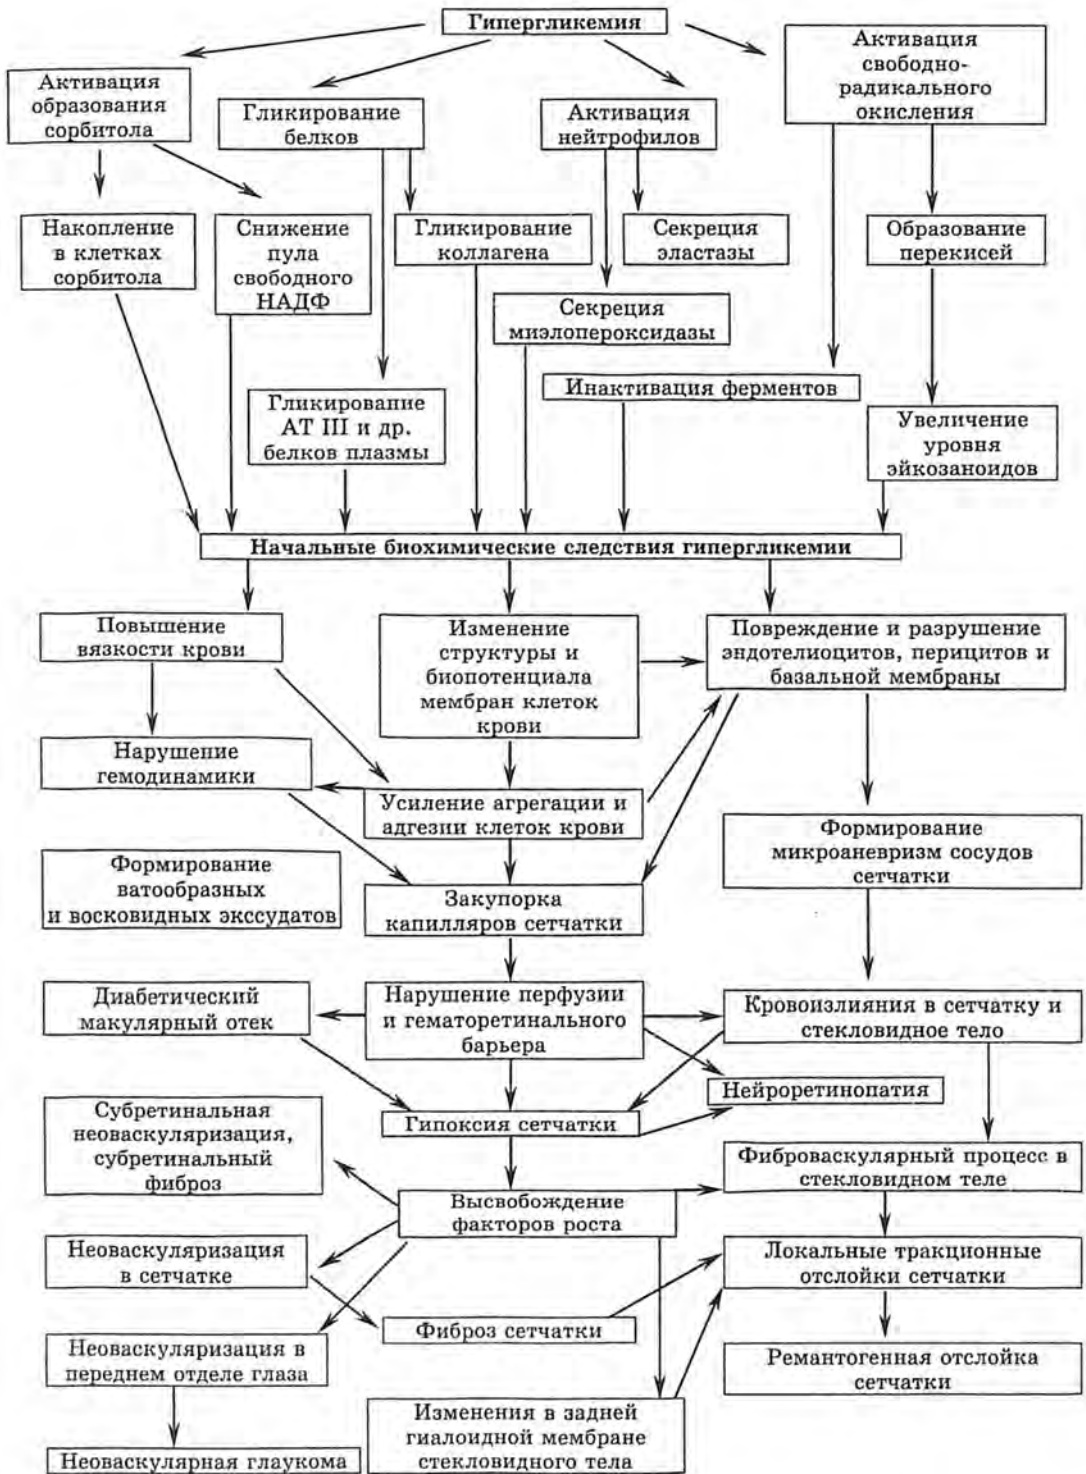 Гипергликемия
Активация
образования
сорбитола
Гликирование
белков
Активация
нейтрофилов
Активация
свободно-
радикального
окисления
Накопление
в клетках
сорбитола
Снижение
пула
свободного
НАДФ
Гликирование
коллагена
Секреция
эластазы
Образование
перекисей
Секреция
миэлопероксидазы
Инактивация ферментов
Гликирование
АТ III и др.
белков плазмы
Увеличение
уровня
эйкозаноидов
Начальные биохимические следствия гипергликемии
Повышение
вязкости крови
Изменение
структуры и
биопотенциала
мембран клеток
крови
Повреждение и разрушение
эндотелиоцитов, перицитов и
базальной мембраны
Нарушение
гемодинамики
Усиление агрегации и
адгезии клеток крови
Формирование
микроаневризм сосудов
сетчатки
Формирование
ватообразных
и восковидных экссудатов
Закупорка
капилляров сетчатки
Диабетический
макулярный отек
Нарушение перфузии
и гематоретинального
барьера
Кровоизлияния в сетчатку и
стекловидное тело
Нейроретинопатия
Субретинальная
неоваскуляризация,
субретинальный
фиброз
Гипоксия сетчатки
Фиброваскулярный процесс в
стекловидном теле
Высвобождение
факторов роста
Неоваскуляризация
в сетчатке
Локальные тракционные
отслойки сетчатки
Фиброз сетчатки
Неоваскуляризация в
переднем отделе глаза
Ремантогенная отслойка
сетчатки
Изменения в задней
гиалоидной мембране
стекловидного тела
Неоваскулярная глаукома